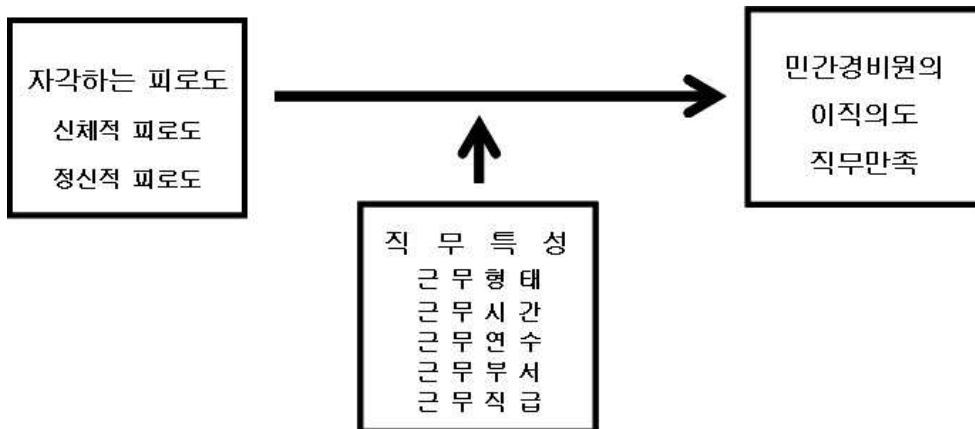 자각하는 피로도
신체적 피로도
정신적 피로도
민간경비원의
이직의도
직무만족
직 무 특 성
근 무 형 태
근 무 시 간
근 무 연 수
근 무 부 서
근 무 직 급